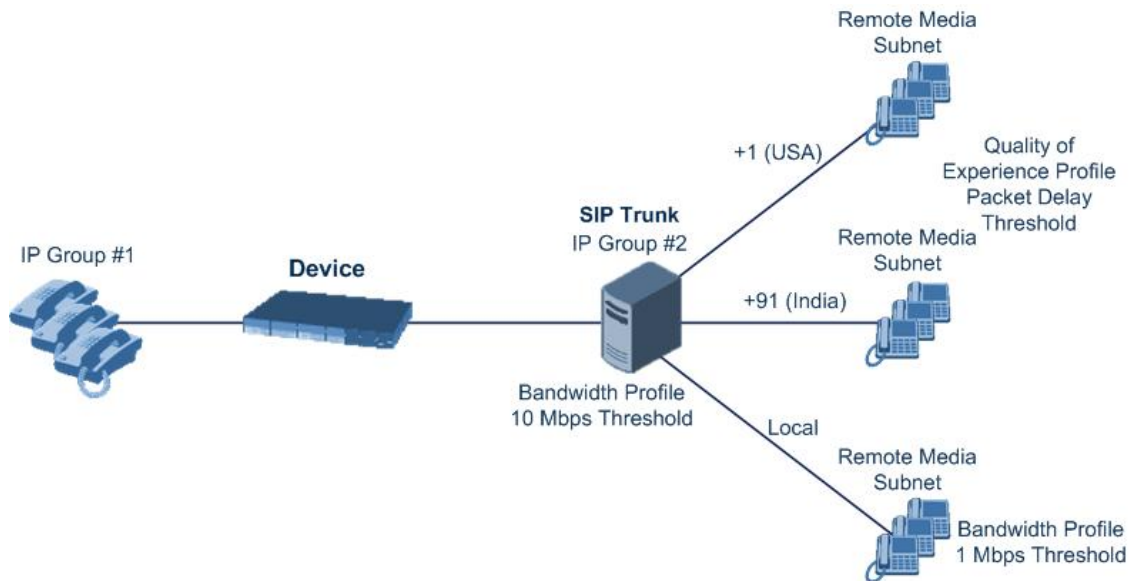 Remote Media
Subnet
+1 (USA)
Quality of
Experience Profile
Packet Delay
Threshold
SIP Trunk
IP Group #2
IP Group #1
Device
Remote Media
Subnet
+91 (India)
Bandwidth Profile
10 Mbps Threshold
Local
Remote Media
Subnet
Bandwidth Profile
1 Mbps Threshold